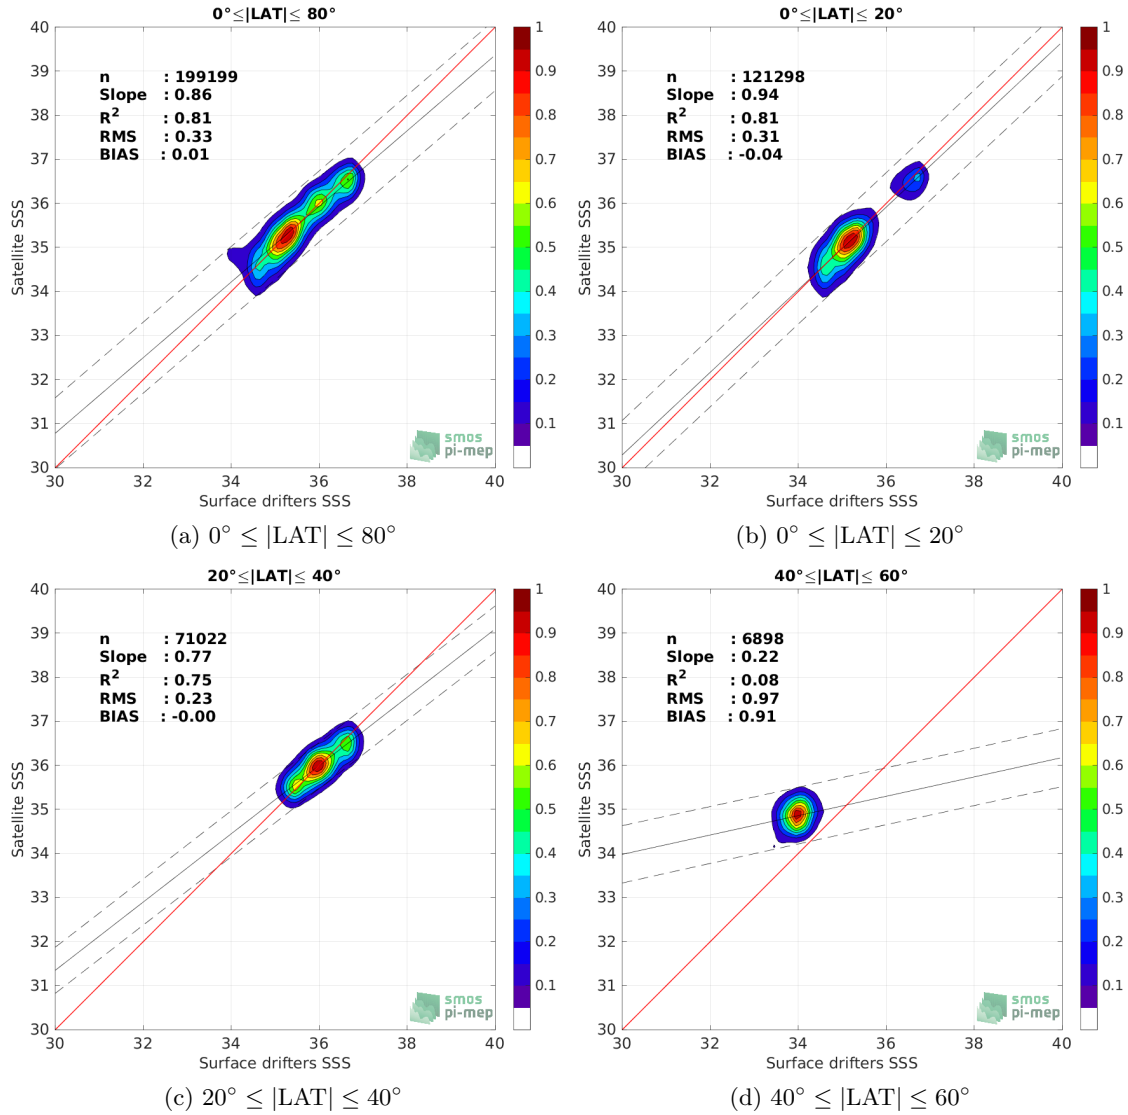 0°≤|LAT|≤ 80°
n : 199199
Slope : 0.86
R² : 0.81
RMS : 0.33
BIAS : 0.01
40
39
38
37
36
35
34
33
32
31
30
30 32 34 36 38 40
Satellite SSS
Surface drifters SSS
smos
pi-mep
1
0.9
0.8
0.7
0.6
0.5
0.4
0.3
0.2
0.1
(a) 0° ≤ |LAT| ≤ 80°
0°≤|LAT|≤ 20°
n : 121298
Slope : 0.94
R² : 0.81
RMS : 0.31
BIAS : -0.04
40
39
38
37
36
35
34
33
32
31
30
30 32 34 36 38 40
Satellite SSS
Surface drifters SSS
smos
pi-mep
1
0.9
0.8
0.7
0.6
0.5
0.4
0.3
0.2
0.1
(b) 0° ≤ |LAT| ≤ 20°
20°≤|LAT|≤ 40°
n : 71022
Slope : 0.77
R² : 0.75
RMS : 0.23
BIAS : -0.00
40
39
38
37
36
35
34
33
32
31
30
30 32 34 36 38 40
Satellite SSS
Surface drifters SSS
smos
pi-mep
1
0.9
0.8
0.7
0.6
0.5
0.4
0.3
0.2
0.1
(c) 20° ≤ |LAT| ≤ 40°
40°≤|LAT|≤ 60°
n : 6898
Slope : 0.22
R² : 0.08
RMS : 0.97
BIAS : 0.91
40
39
38
37
36
35
34
33
32
31
30
30 32 34 36 38 40
Satellite SSS
Surface drifters SSS
smos
pi-mep
1
0.9
0.8
0.7
0.6
0.5
0.4
0.3
0.2
0.1
(d) 40° ≤ |LAT| ≤ 60°